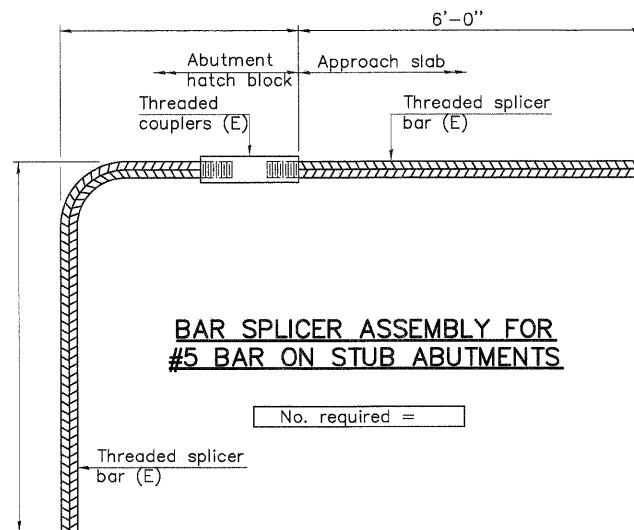 6'-0"
Abutment
hatch block
Approach slab
Threaded
couplers (E)
Threaded splicer
bar (E)
BAR SPLICER ASSEMBLY FOR
#5 BAR ON STUB ABUTMENTS
No. required =
Threaded splicer
bar (E)